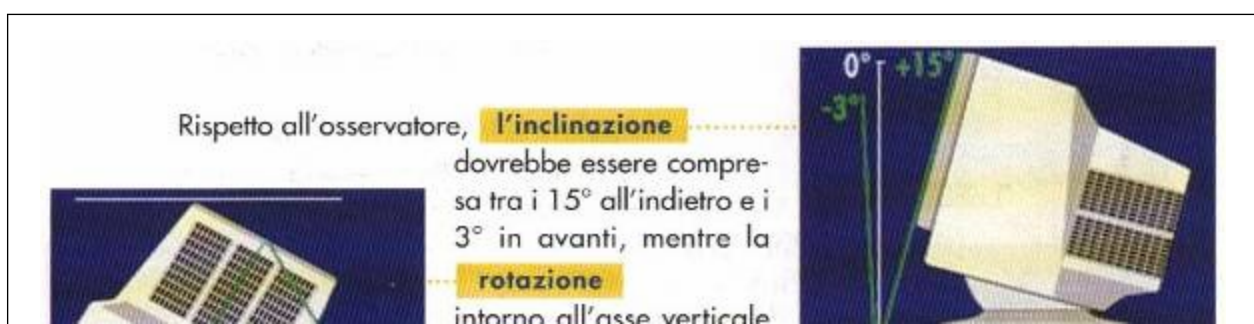 0° +15°
-3°
Rispetto all'osservatore, l'inclinazione
dovrebbe essere compre-
sa tra i 15° all'indietro e i
3° in avanti, mentre la
rotazione
intorno all'asse verticale